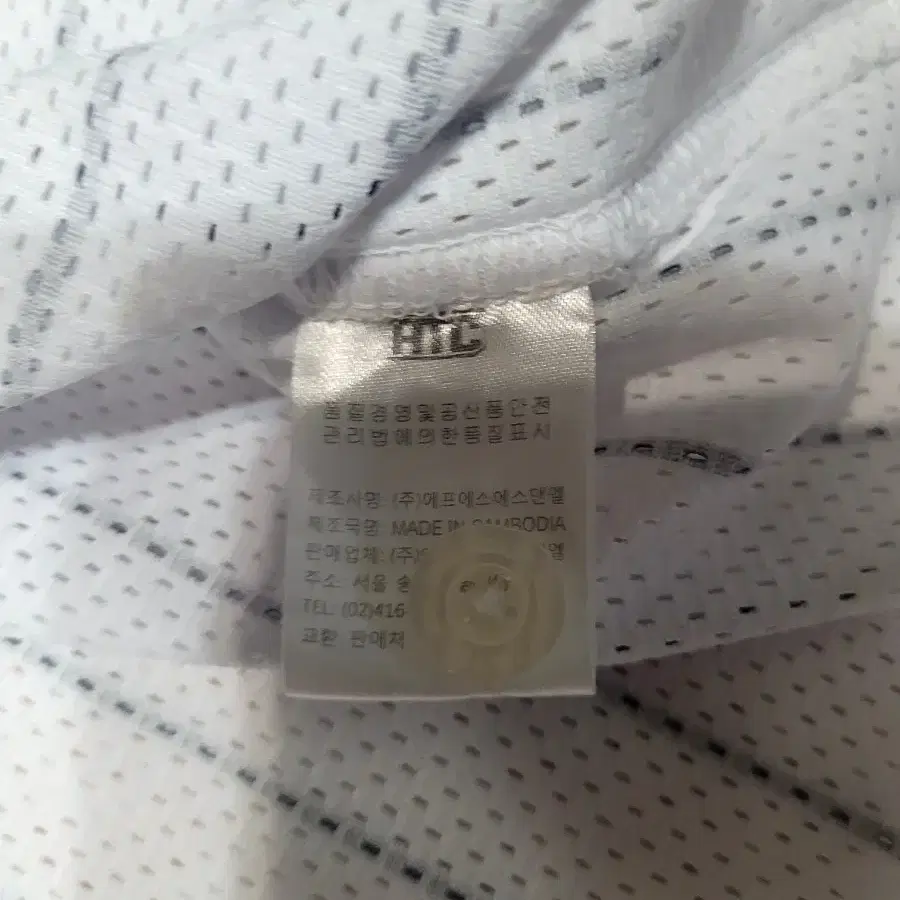 HTC
품질경영및공산품안전
관리법에의한품질표시
제조사명: (주)에프에스에스댄엘
제조국명: MADE IN CAMBODIA
판매업체: (주)
주소: 서울
TEL: (02)416
교환: 판매처